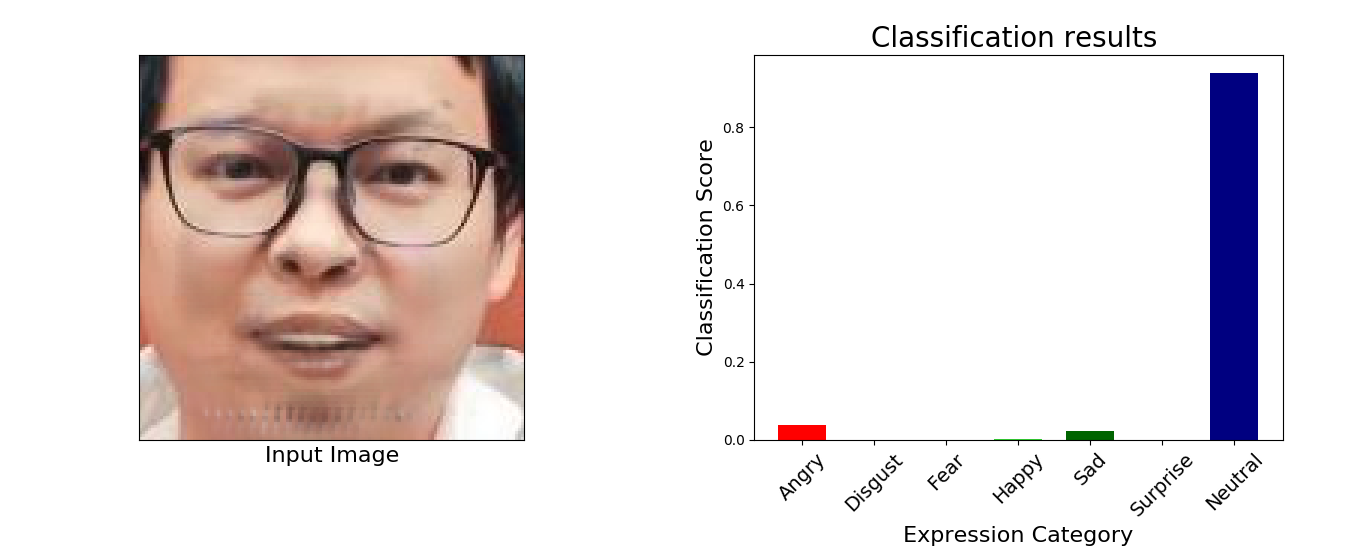 Input Image
Classification results
Classification Score
0.8
0.6
0.4
0.2
0.0
Angry
Disgust
Fear
Happy
Sad
Surprise
Neutral
Expression Category